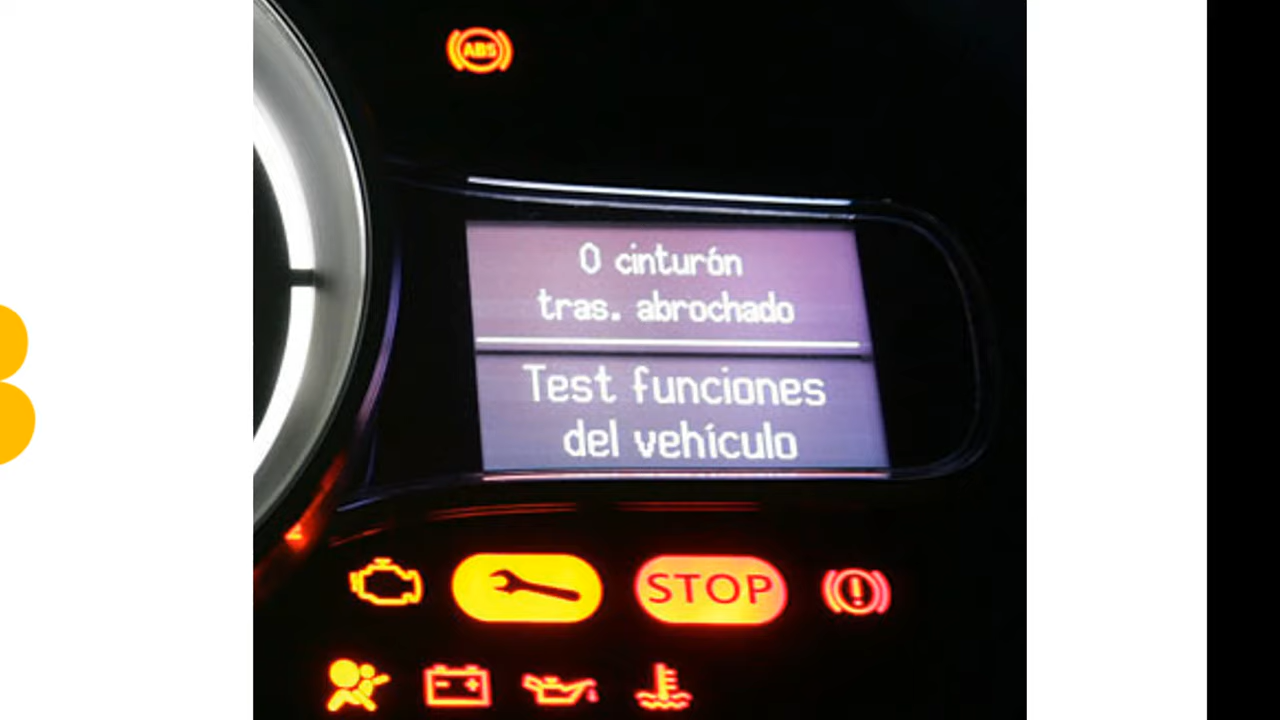 ABS
0 cinturón
tras. abrochado
Test funciones
del vehículo
STOP